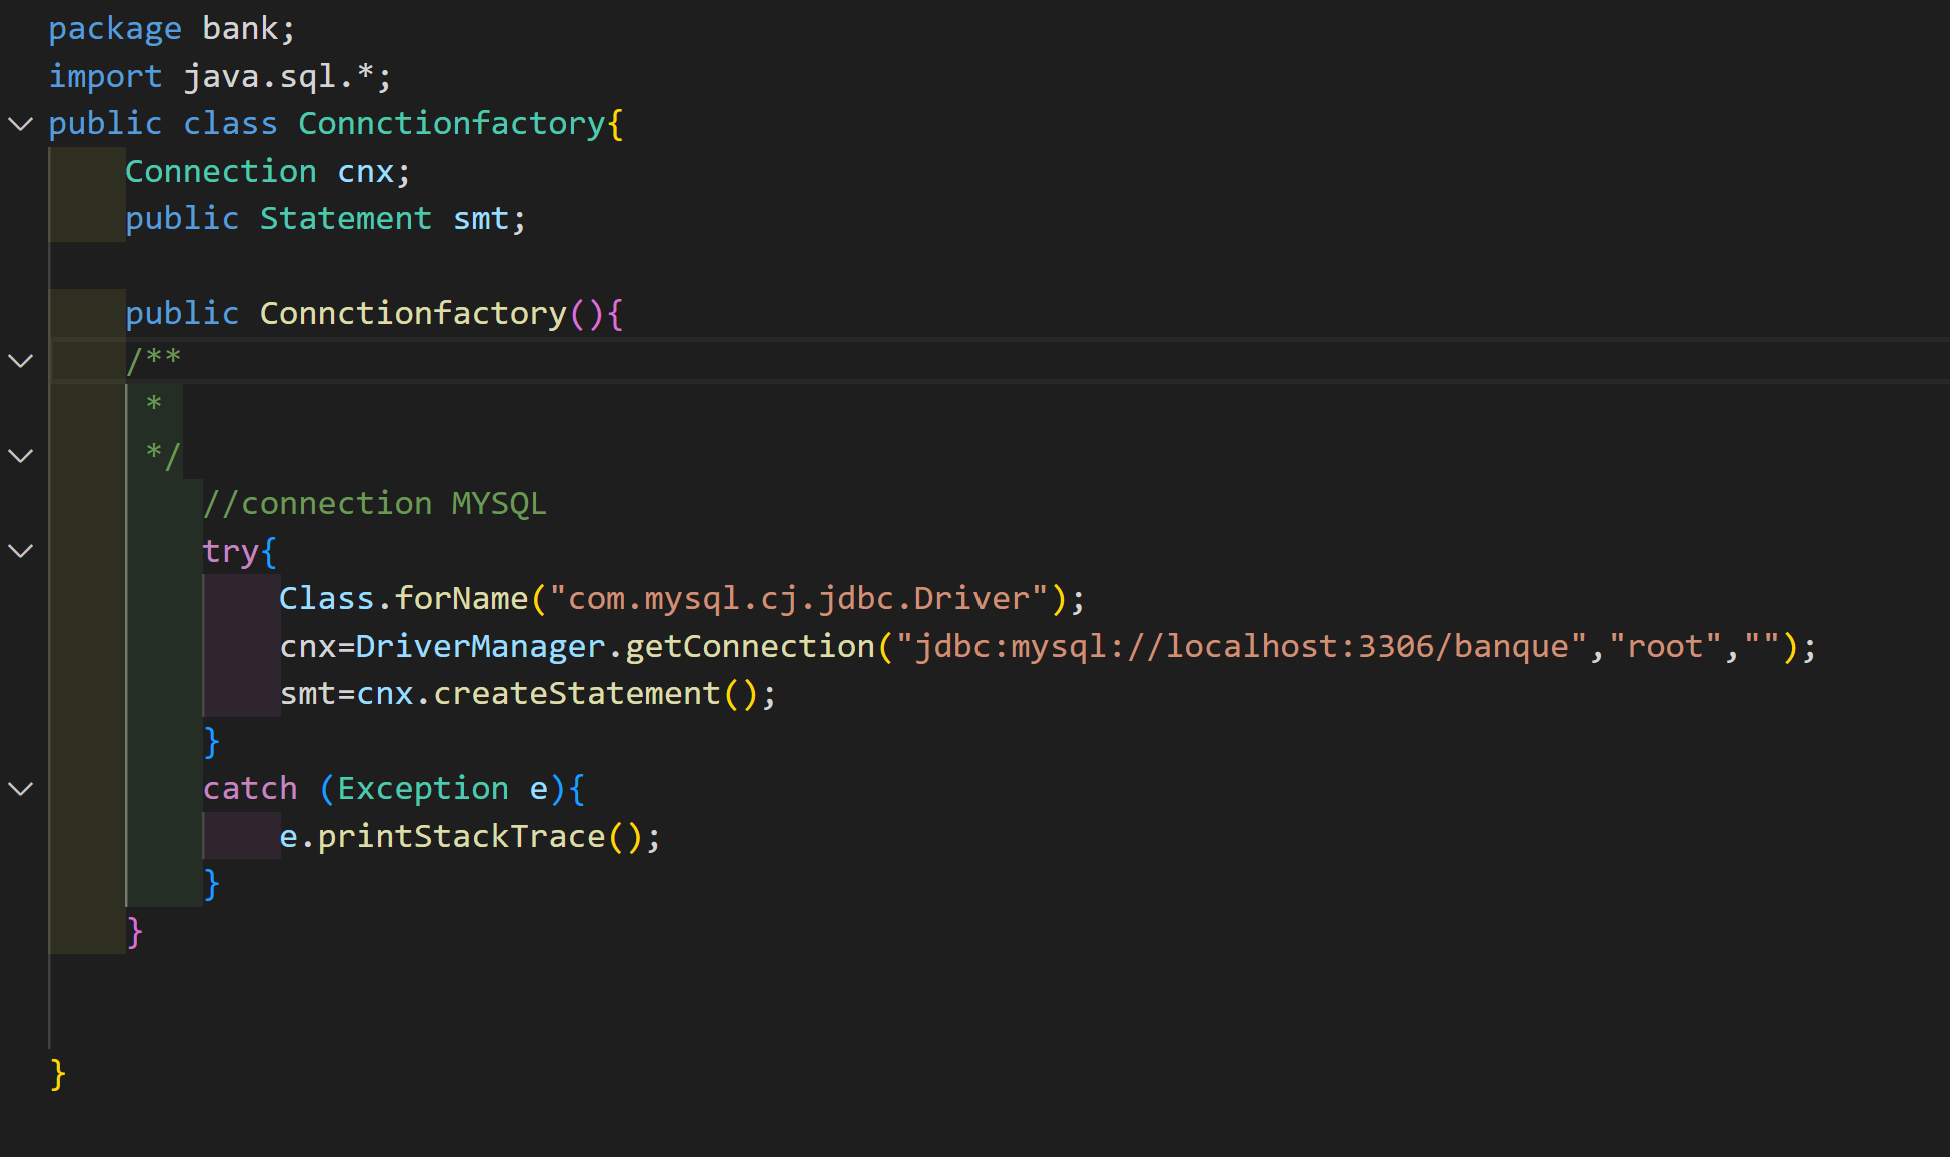 package bank;
import java.sql.*;
public class Connctionfactory{
    Connection cnx;
    public Statement smt;

    public Connctionfactory(){
    /**
     *
     */
        //connection MYSQL
        try{
            Class.forName("com.mysql.cj.jdbc.Driver");
            cnx=DriverManager.getConnection("jdbc:mysql://localhost:3306/banque","root","");
            smt=cnx.createStatement();
        }
        catch (Exception e){
            e.printStackTrace();
        }
    }


}